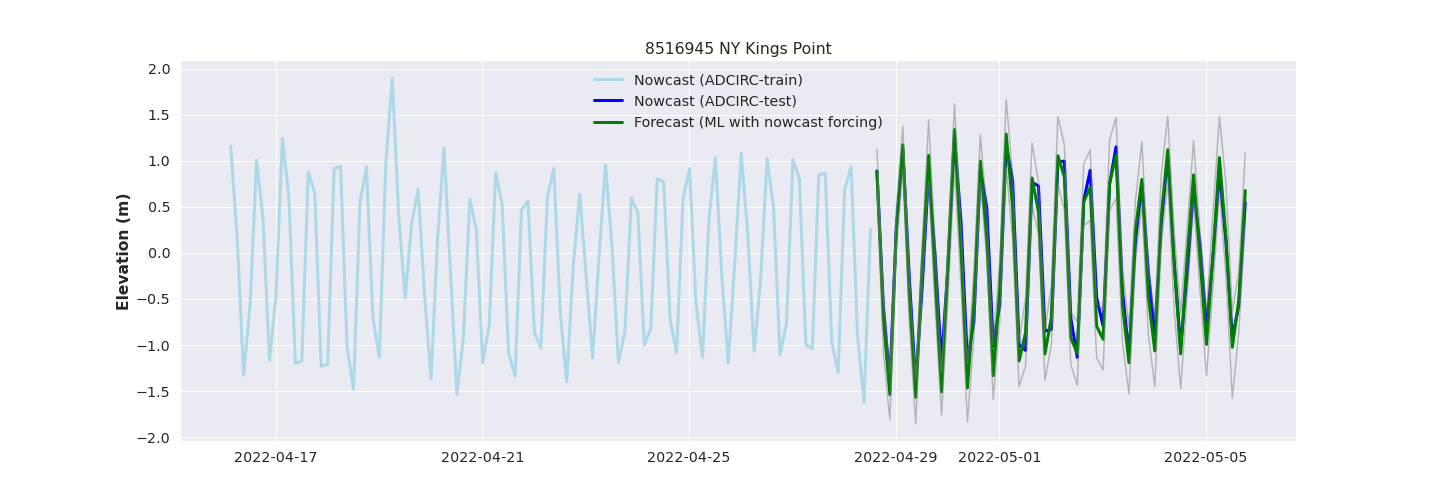 8516945 NY Kings Point
Nowcast (ADCIRC-train)
Nowcast (ADCIRC-test)
Forecast (ML with nowcast forcing)
Elevation (m)
2.0
1.5
1.0
0.5
0.0
−0.5
−1.0
−1.5
−2.0
2022-04-17 2022-04-21 2022-04-25 2022-04-29 2022-05-01 2022-05-05